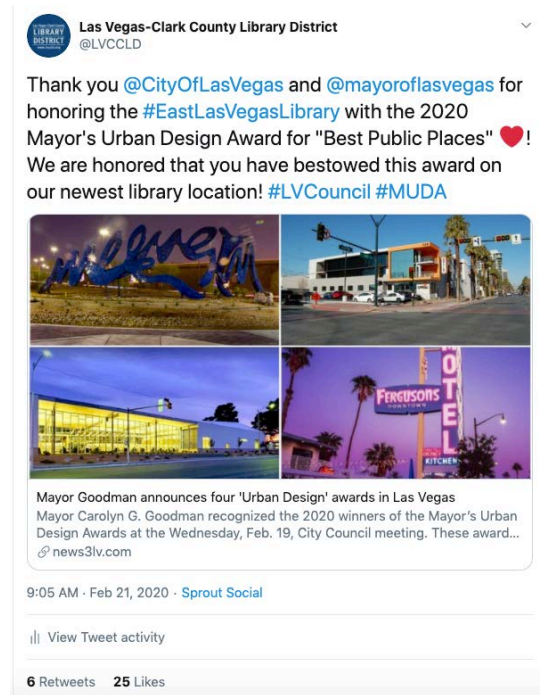 LIBRARY
DISTRICT
Las Vegas-Clark County Library District
@LVCCLD
Thank you @CityOfLasVegas and @mayoroflasvegas for
honoring the #EastLasVegasLibrary with the 2020
Mayor's Urban Design Award for "Best Public Places" ❤️!
We are honored that you have bestowed this award on
our newest library location! #LVCouncil #MUDA
FERGUSONS
DOWNTOWN
OTEL
KITCHEN
Mayor Goodman announces four 'Urban Design' awards in Las Vegas
Mayor Carolyn G. Goodman recognized the 2020 winners of the Mayor's Urban
Design Awards at the Wednesday, Feb. 19, City Council meeting. These award...
news3lv.com
9:05 AM · Feb 21, 2020 · Sprout Social
View Tweet activity
6 Retweets 25 Likes